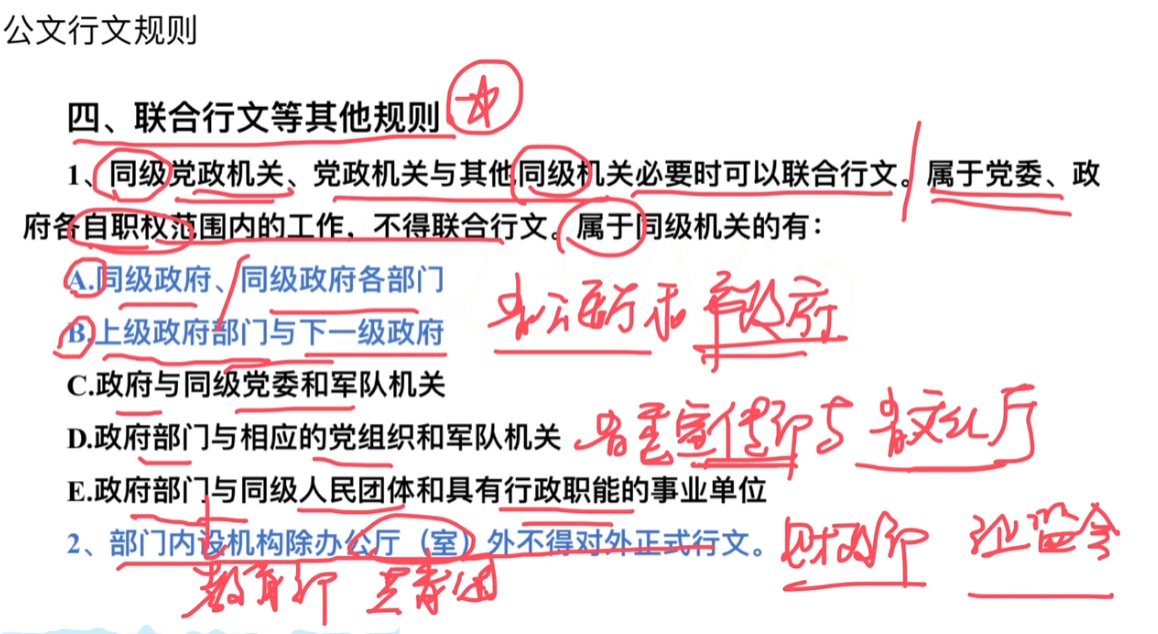 公文行文规则
四、联合行文等其他规则
1、同级党政机关、党政机关与其他同级机关必要时可以联合行文。属于党委、政
府各自职权范围内的工作，不得联合行文。属于同级机关的有：
A.同级政府、同级政府各部门
B.上级政府部门与下一级政府
省公安厅和 市政府
C.政府与同级党委和军队机关
D.政府部门与相应的党组织和军队机关
省委宣传部与省文化厅
E.政府部门与同级人民团体和具有行政职能的事业单位
2、部门内设机构除办公厅（室）外不得对外正式行文。
财政部 证监会
教育部 共青团